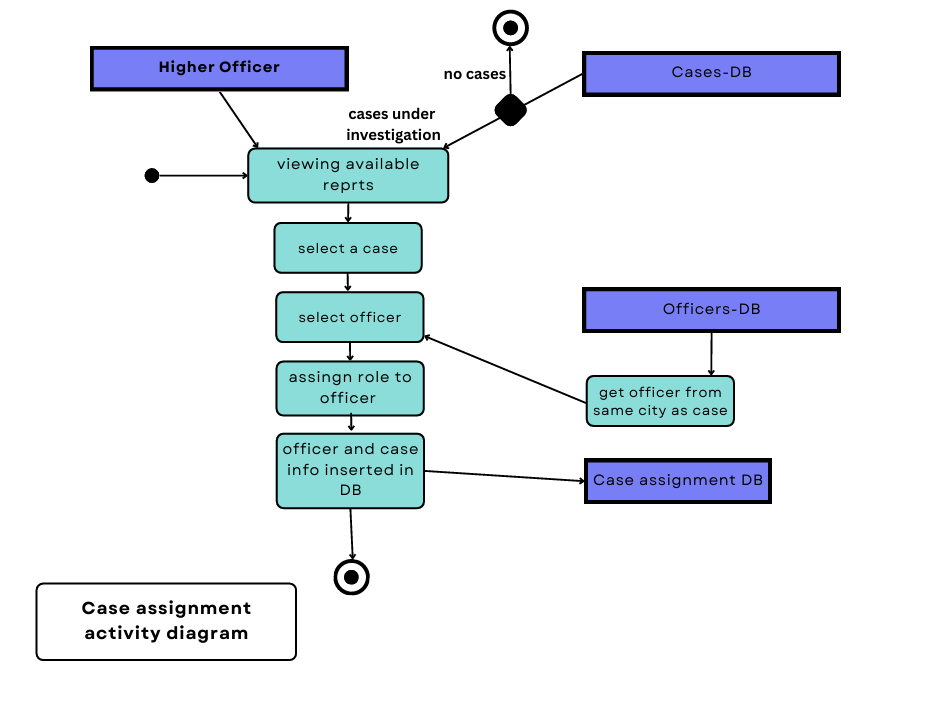 Higher Officer
no cases
Cases-DB
cases under
investigation
viewing available
reprts
select a case
select officer
Officers-DB
assingn role to
officer
get officer from
same city as case
officer and case
info inserted in
DB
Case assignment DB
Case assignment
activity diagram